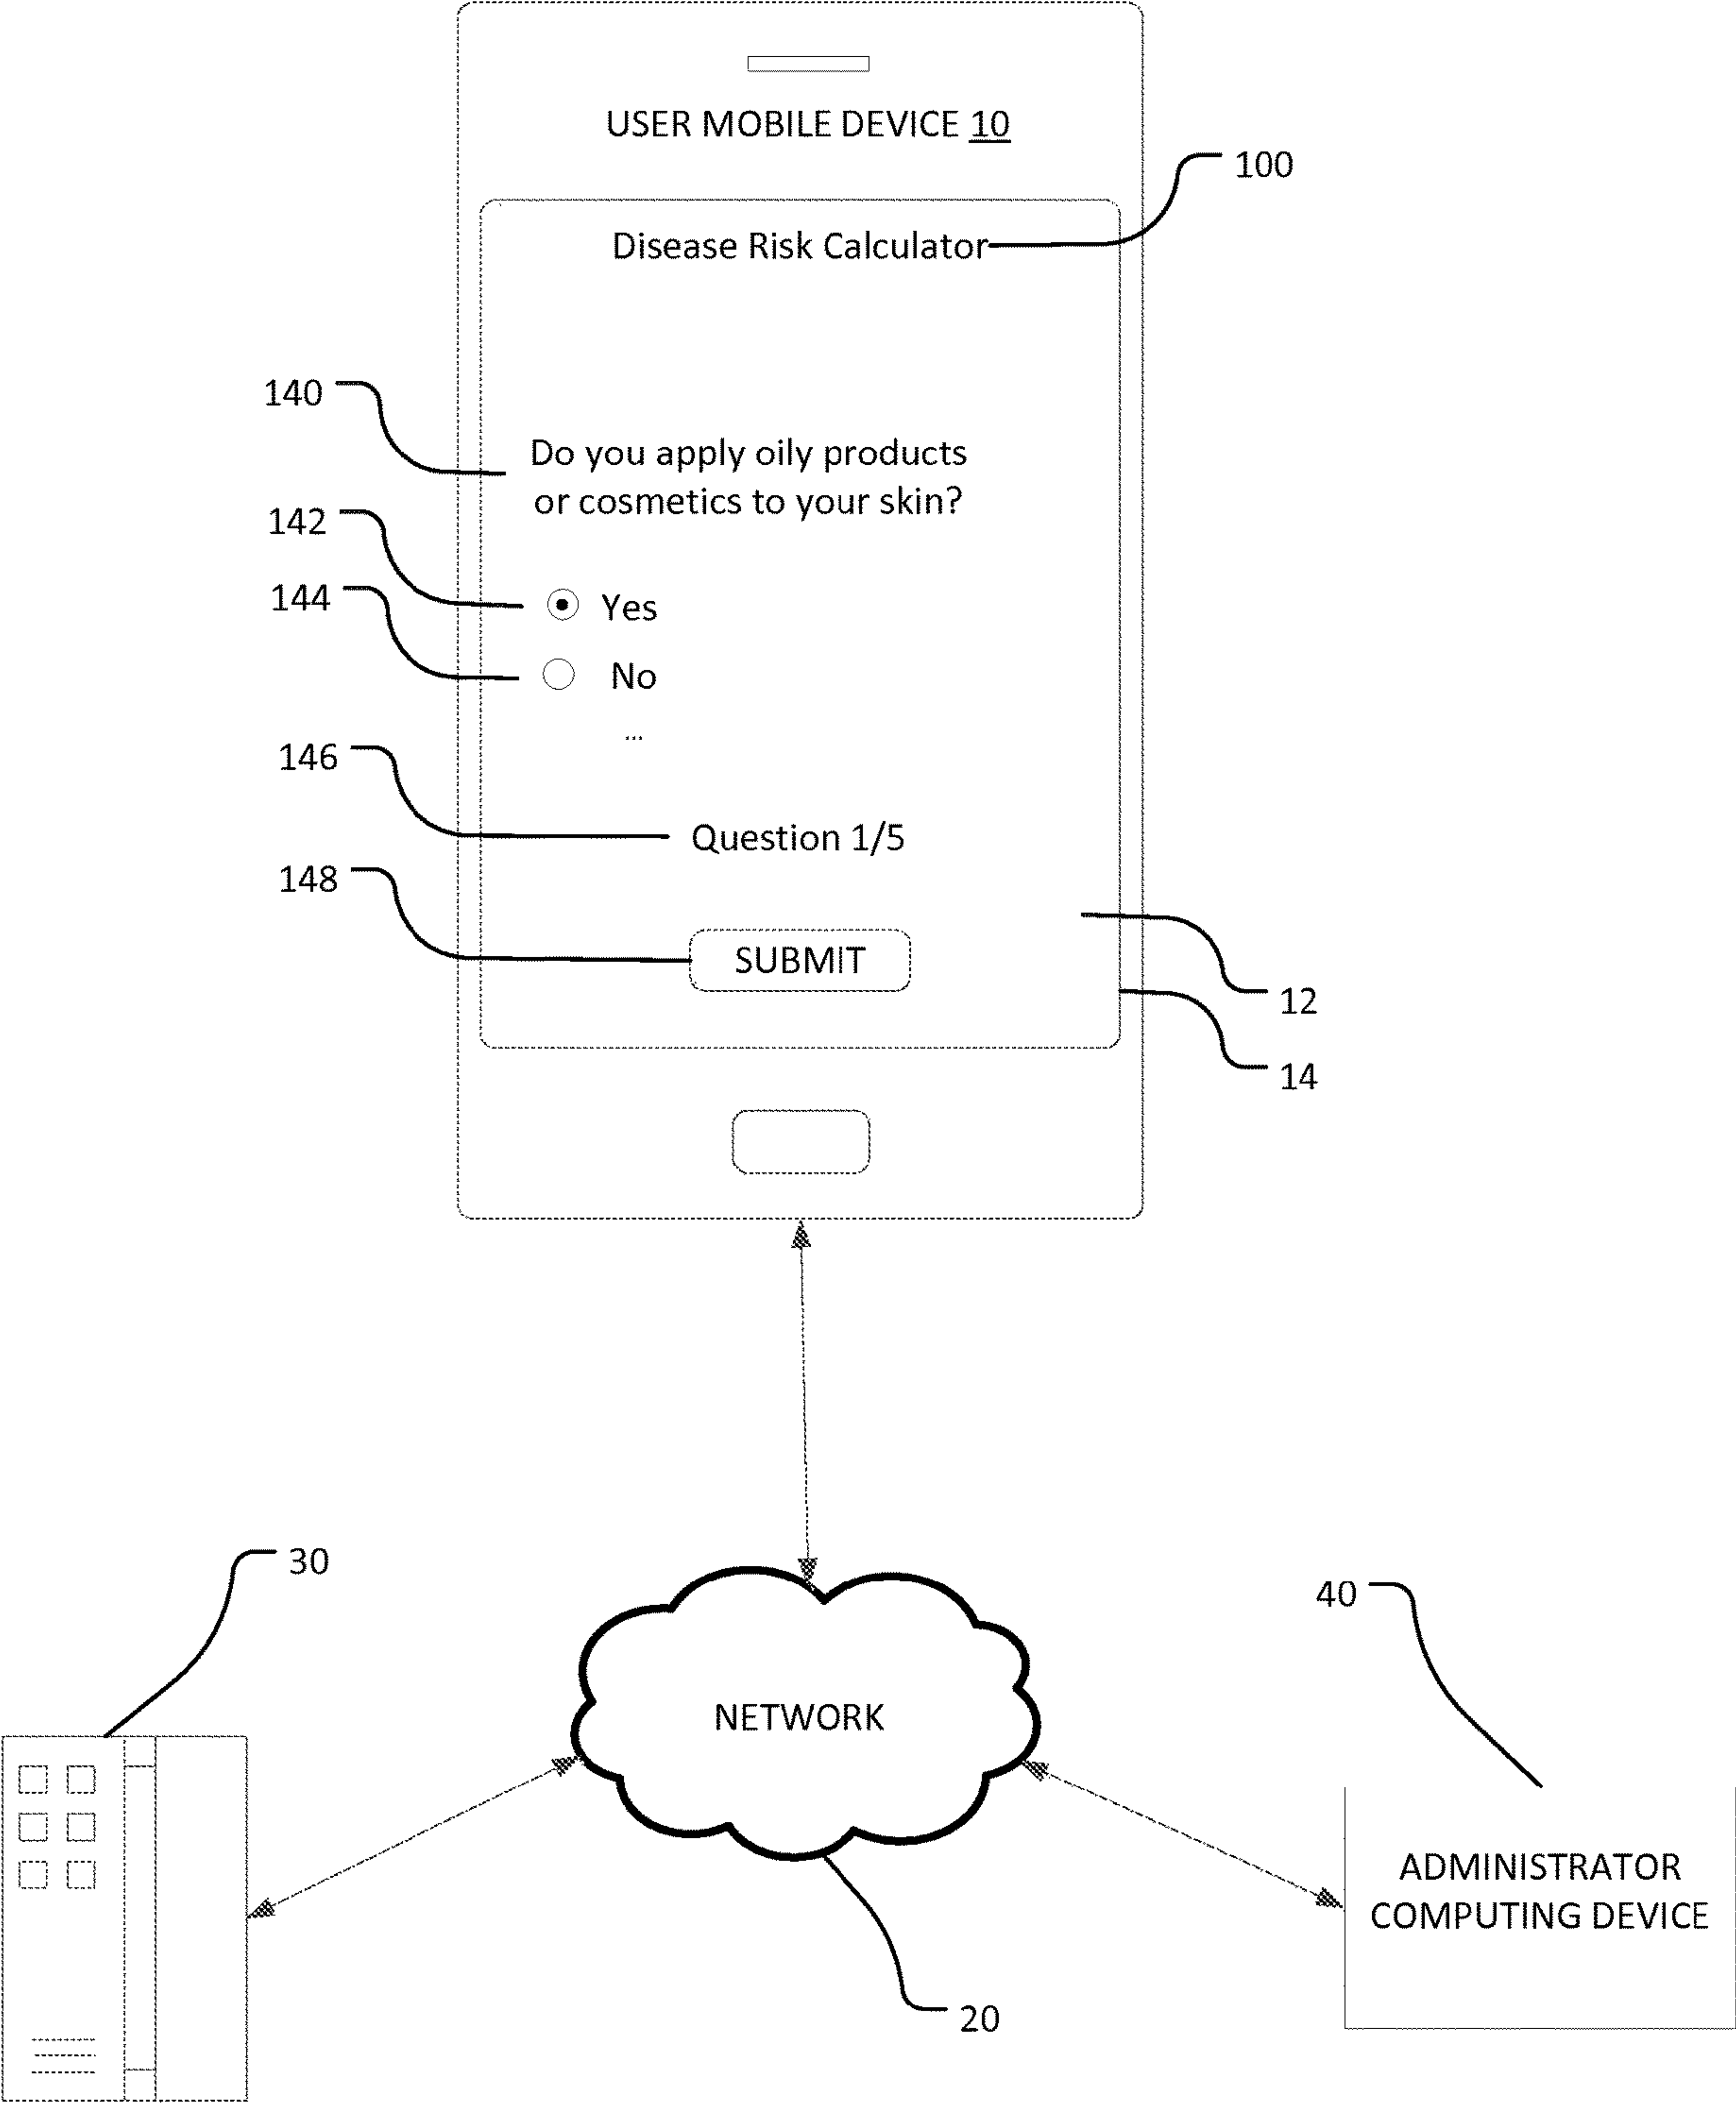 USER MOBILE DEVICE 10
100
Disease Risk Calculator
140
Do you apply oily products
or cosmetics to your skin?
142
Yes
144
No
...
146
Question 1/5
148
SUBMIT
12
14
30
40
NETWORK
ADMINISTRATOR
COMPUTING DEVICE
20